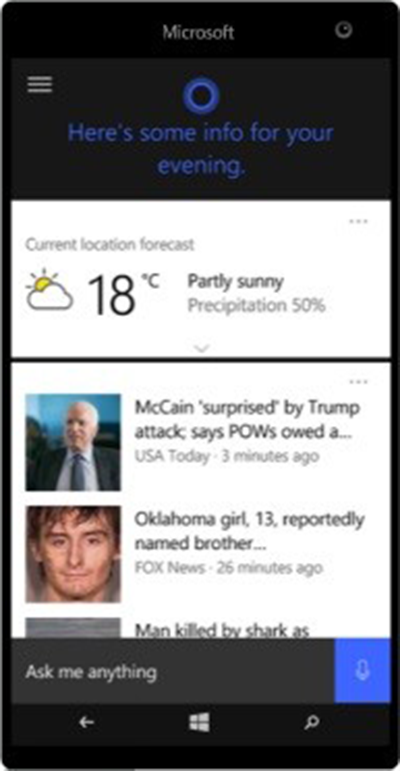 Microsoft
Here's some info for your
evening.
Current location forecast
18 °C
Partly sunny
Precipitation 50%
McCain 'surprised' by Trump
attack; says POWs owed a...
USA Today · 3 minutes ago
Oklahoma girl, 13, reportedly
named brother...
FOX News · 26 minutes ago
Man killed by shark as
Ask me anything